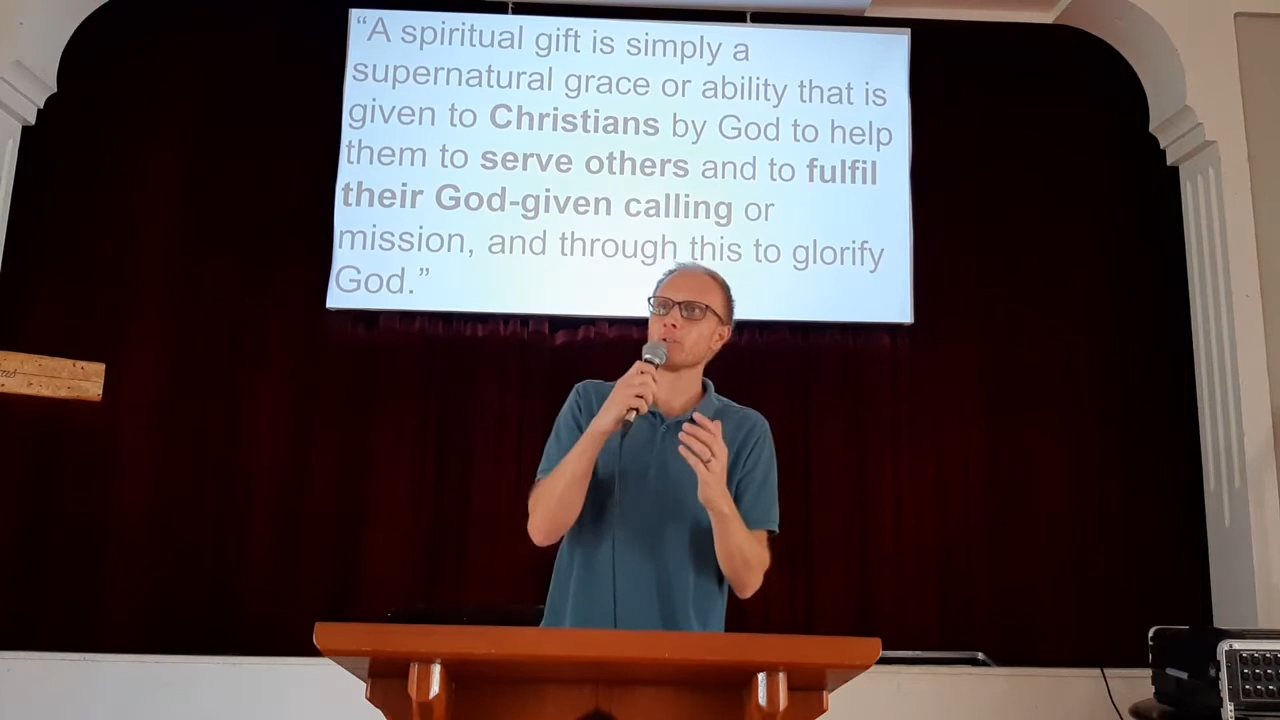 “A spiritual gift is simply a
supernatural grace or ability that is
given to Christians by God to help
them to serve others and to fulfil
their God-given calling or
mission, and through this to glorify
God.”